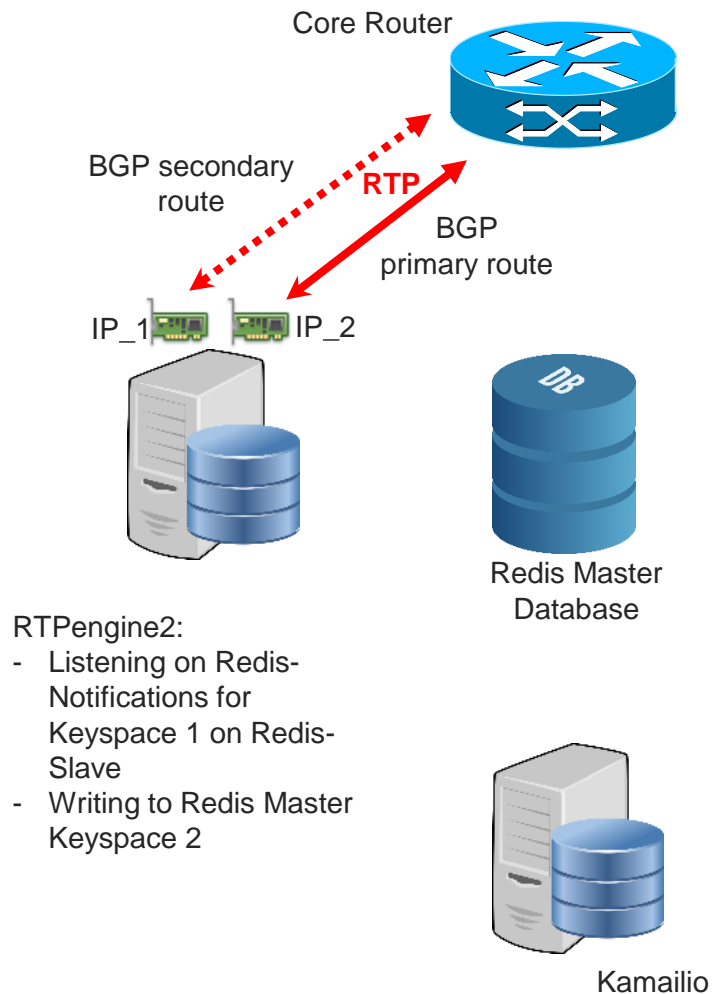 Core Router
BGP secondary
route
RTP
BGP
primary route
IP_1
IP_2
DB
Redis Master
Database
RTPengine2:
- Listening on Redis-
Notifications for
Keyspace 1 on Redis-
Slave
- Writing to Redis Master
Keyspace 2
Kamailio